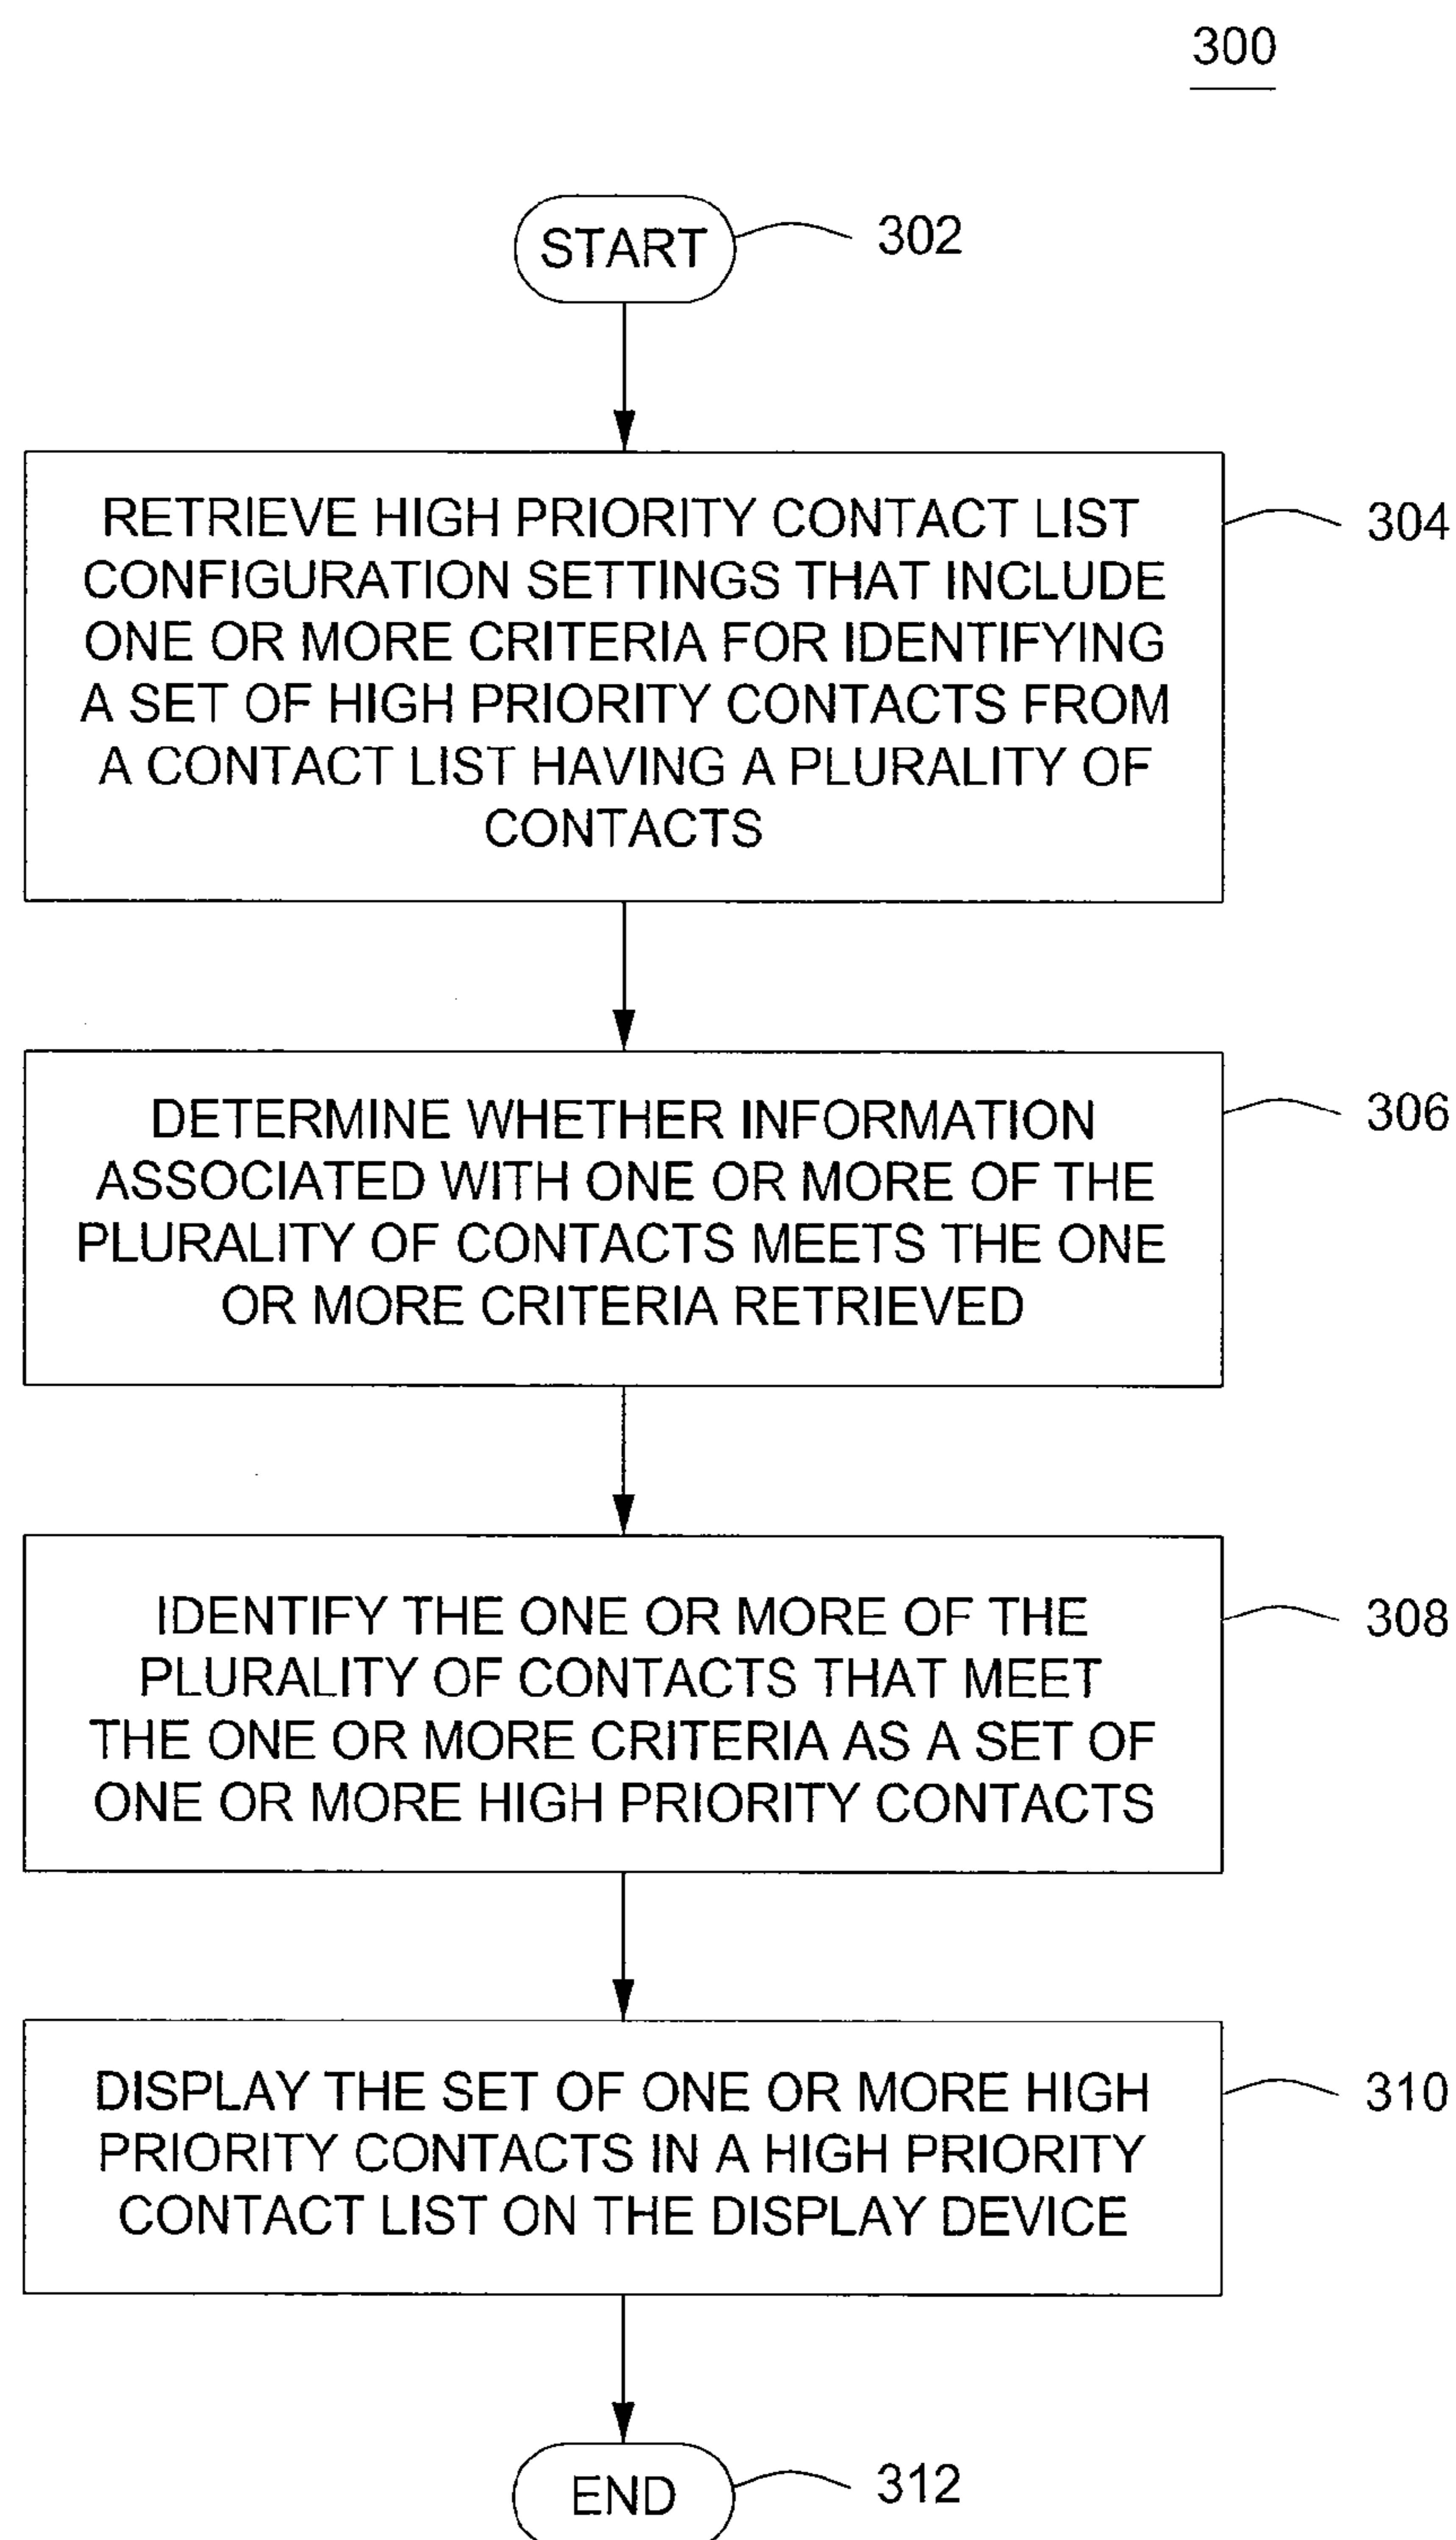 300
START
302
RETRIEVE HIGH PRIORITY CONTACT LIST
CONFIGURATION SETTINGS THAT INCLUDE
ONE OR MORE CRITERIA FOR IDENTIFYING
A SET OF HIGH PRIORITY CONTACTS FROM
A CONTACT LIST HAVING A PLURALITY OF
CONTACTS
304
DETERMINE WHETHER INFORMATION
ASSOCIATED WITH ONE OR MORE OF THE
PLURALITY OF CONTACTS MEETS THE ONE
OR MORE CRITERIA RETRIEVED
306
IDENTIFY THE ONE OR MORE OF THE
PLURALITY OF CONTACTS THAT MEET
THE ONE OR MORE CRITERIA AS A SET OF
ONE OR MORE HIGH PRIORITY CONTACTS
308
DISPLAY THE SET OF ONE OR MORE HIGH
PRIORITY CONTACTS IN A HIGH PRIORITY
CONTACT LIST ON THE DISPLAY DEVICE
310
END
312